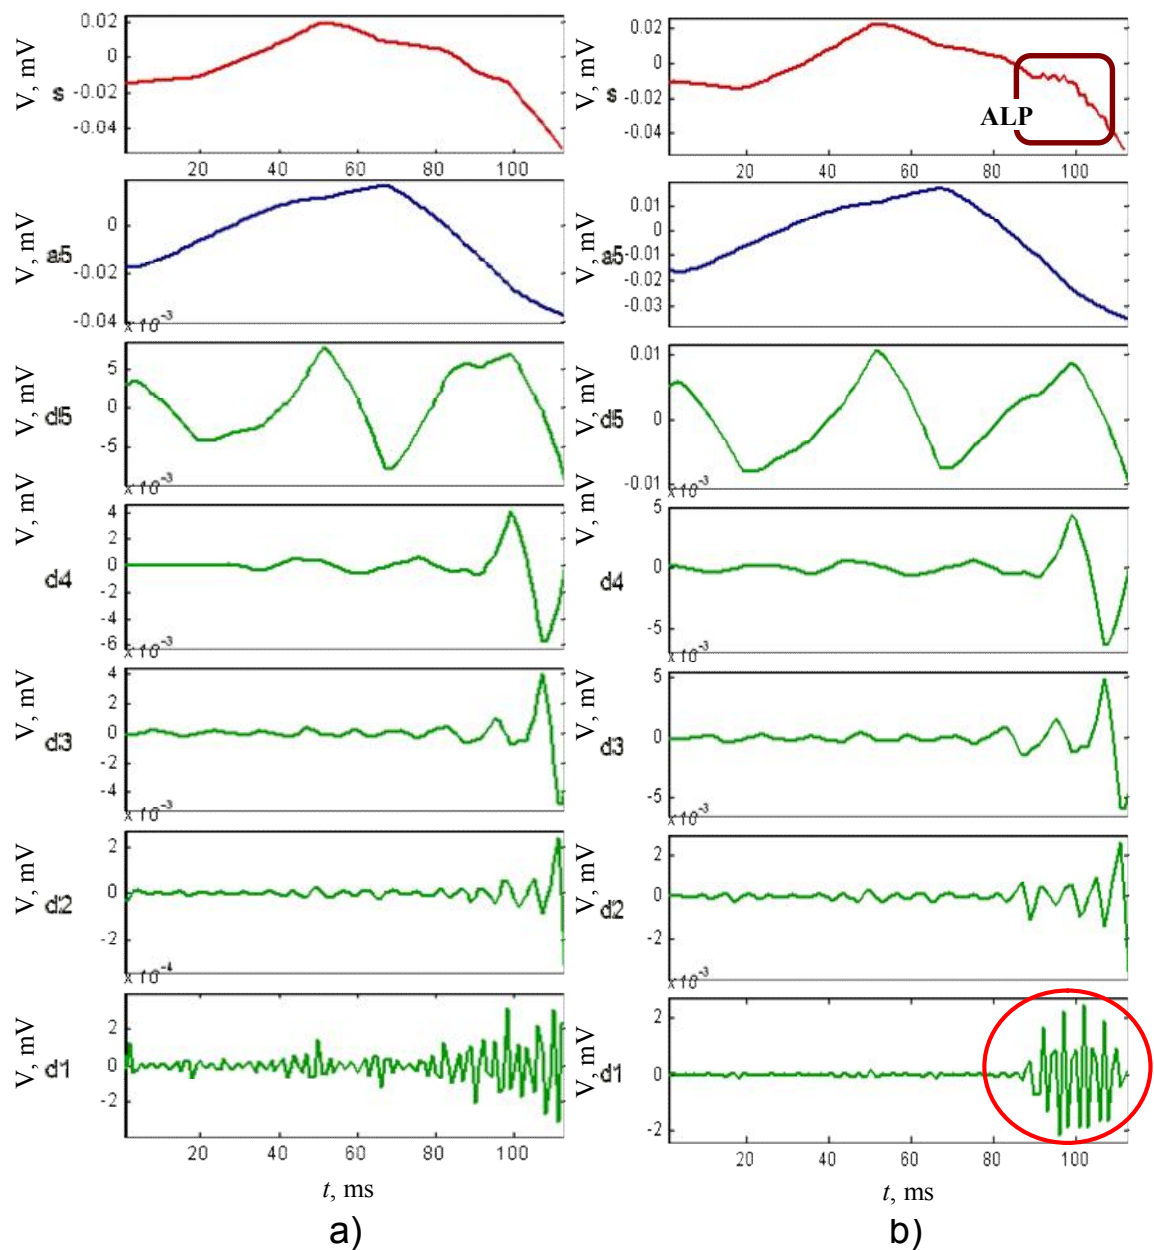 V, mV
s
0.02
0
-0.02
-0.04
20
40
60
80
100
V, mV
a5
0
-0.02
-0.04
x 10⁻³
V, mV
d5
5
0
-5
x 10⁻³
V, mV
d4
4
2
0
-2
-4
-6
x 10⁻³
V, mV
d3
4
2
0
-2
-4
x 10⁻³
V, mV
d2
2
0
-2
x 10⁻⁴
V, mV
d1
2
0
-2
20
40
60
80
100
t, ms
a)
V, mV
s
0.02
0
-0.02
-0.04
ALP
20
40
60
80
100
V, mV
a5
0.01
0
-0.01
-0.02
-0.03
V, mV
d5
0.01
0
-0.01
x 10⁻³
V, mV
d4
5
0
-5
x 10⁻³
V, mV
d3
5
0
-5
x 10⁻³
V, mV
d2
2
0
-2
x 10⁻³
V, mV
d1
2
0
-2
20
40
60
80
100
t, ms
b)